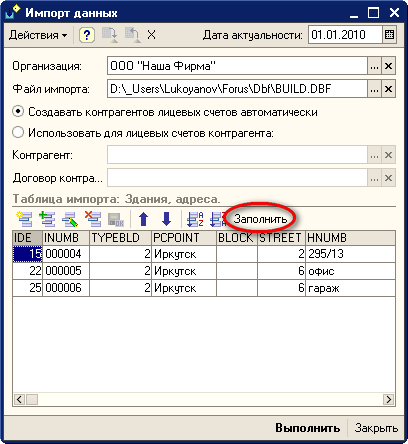 Импорт данных
Действия Дата актуальности: 01.01.2010
Организация: ООО "Наша Фирма"
Файл импорта: D:\_Users\Lukoyanov\Forus\Dbf\BUILD.DBF
Создавать контрагентов лицевых счетов автоматически
Использовать для лицевых счетов контрагента:
Контрагент:
Договор контра...
Таблица импорта: Здания, адреса.
Заполнить
IDE INUMB TYPEBLD PCPOINT BLOCK STREET HNUMB
15 000004 2 Иркутск 2 295/13
22 000005 2 Иркутск 6 офис
25 000006 2 Иркутск 6 гараж
Выполнить Закрыть